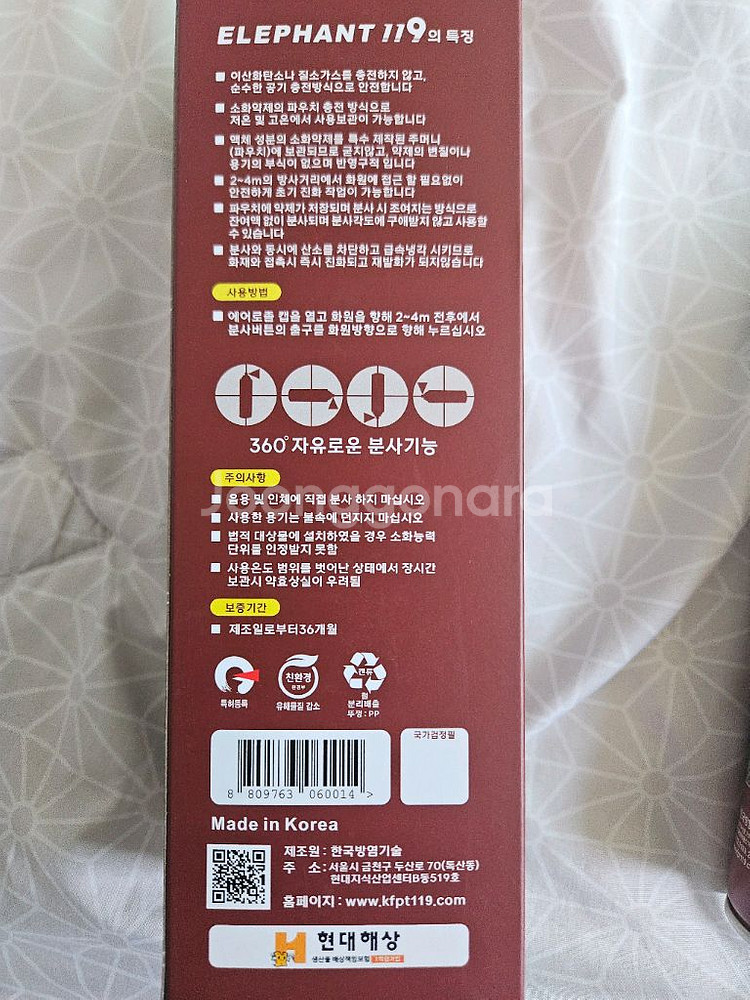 ELEPHANT 119의 특징
이산화탄소나 질소가스를 충전하지 않고,
순수한 공기 충전방식으로 안전합니다
소화약제의 파우치 충전 방식으로
저온 및 고온에서 사용보관이 가능합니다
액체 성분의 소화약제를 특수 제작된 주머니
(파우치)에 보관되므로 굳지않고, 약제의 변질이나
용기의 부식이 없으며 반영구적 입니다
2~4m의 방사거리에서 화원에 접근 할 필요없이
안전하게 초기 진화 작업이 가능합니다
파우치에 약제가 저장되며 분사 시 조여지는 방식으로
잔여액 없이 분사되며 분사각도에 구애받지 않고 사용할
수 있습니다
분사와 동시에 산소를 차단하고 급속냉각 시키므로
화재와 접촉시 즉시 진화되고 재발화가 되지않습니다
사용방법
에어로졸 캡을 열고 화원을 향해 2~4m 전후에서
분사버튼의 출구를 화원방향으로 향해 누르십시오
360°자유로운 분사기능
주의사항
음용 및 인체에 직접 분사 하지 마십시오
사용한 용기는 불속에 던지지 마십시오
법적 대상물에 설치하였을 경우 소화능력
단위를 인정받지 못함
사용온도 범위를 벗어난 상태에서 장시간
보관시 약효상실이 우려됨
보증기간
제조일로부터36개월
특허등록
친환경
환경부
유해물질 감소
캔류
철
분리배출
뚜껑 : PP
국가검정필
8 809763 060014 >
Made in Korea
제조원 : 한국방염기술
주 소 : 서울시 금천구 두산로 70(독산동)
현대지식산업센터B동519호
홈페이지 : www.kfpt119.com
현대해상
생산물 배상책임보험
Joonggonara